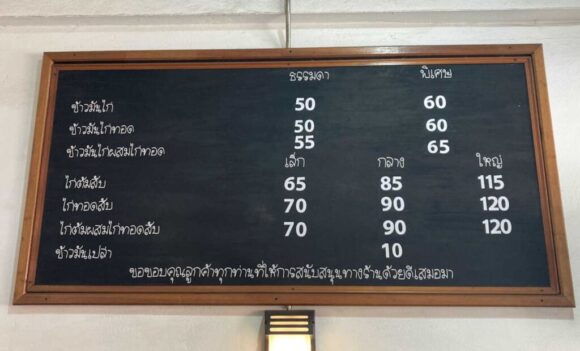 ธรรมดา พิเศษ
ข้าวมันไก่ 50 60
ข้าวมันไก่ทอด 50 60
ข้าวมันไก่ผสมไก่ทอด 55 65
เล็ก กลาง ใหญ่
ไก่ต้มสับ 65 85 115
ไก่ทอดสับ 70 90 120
ไก่ต้มผสมไก่ทอดสับ 70 90 120
ข้าวมันเปล่า 10
ขอขอบคุณลูกค้าทุกท่านที่ให้การสนับสนุนทางร้านด้วยดีเสมอมา